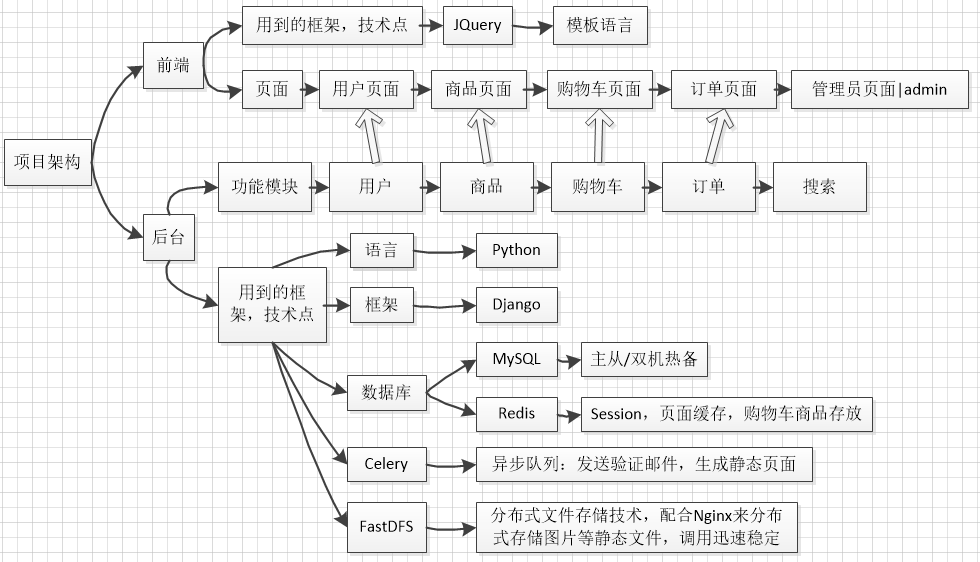 用到的框架，技术点
JQuery
模板语言
前端
页面
用户页面
商品页面
购物车页面
订单页面
管理员页面|admin
项目架构
功能模块
用户
商品
购物车
订单
搜索
后台
语言
Python
用到的框
架，技术点
框架
Django
MySQL
主从/双机热备
数据库
Redis
Session，页面缓存，购物车商品存放
Celery
异步队列：发送验证邮件，生成静态页面
FastDFS
分布式文件存储技术，配合Nginx来分布
式存储图片等静态文件，调用迅速稳定